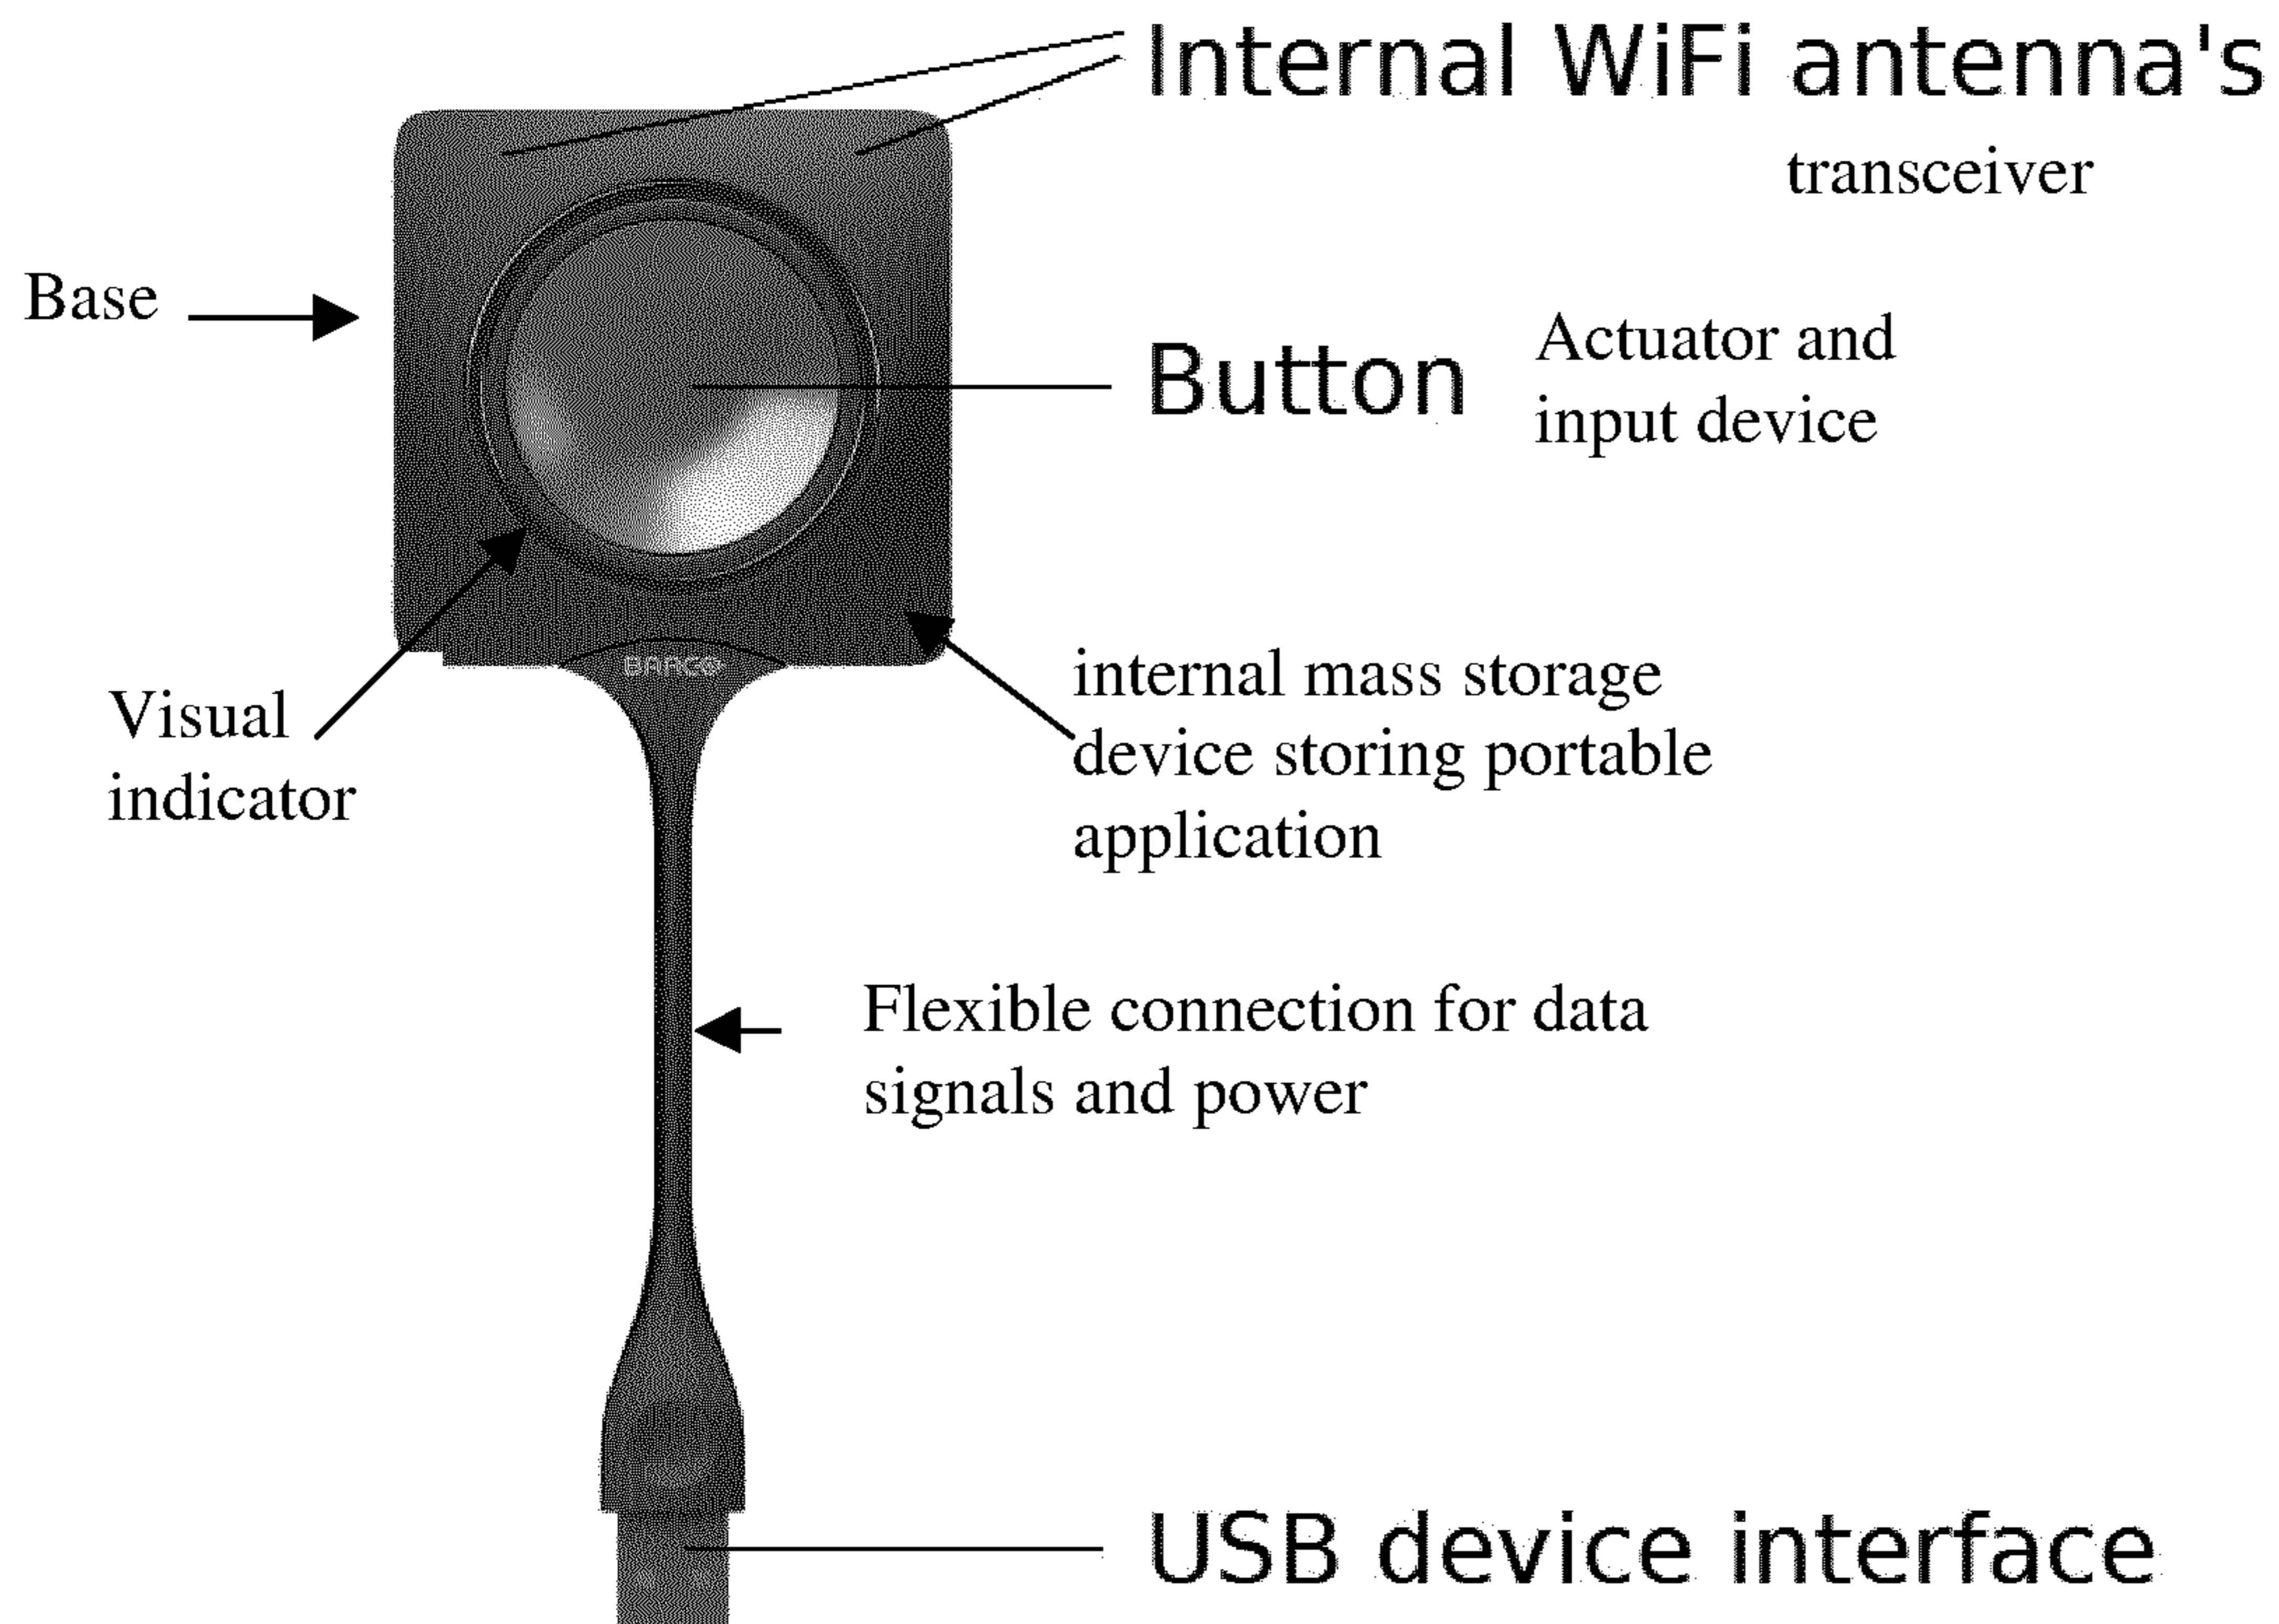 Internal WiFi antenna's
transceiver
Base
Button
Actuator and
input device
BARCO
Visual
indicator
internal mass storage
device storing portable
application
Flexible connection for data
signals and power
USB device interface